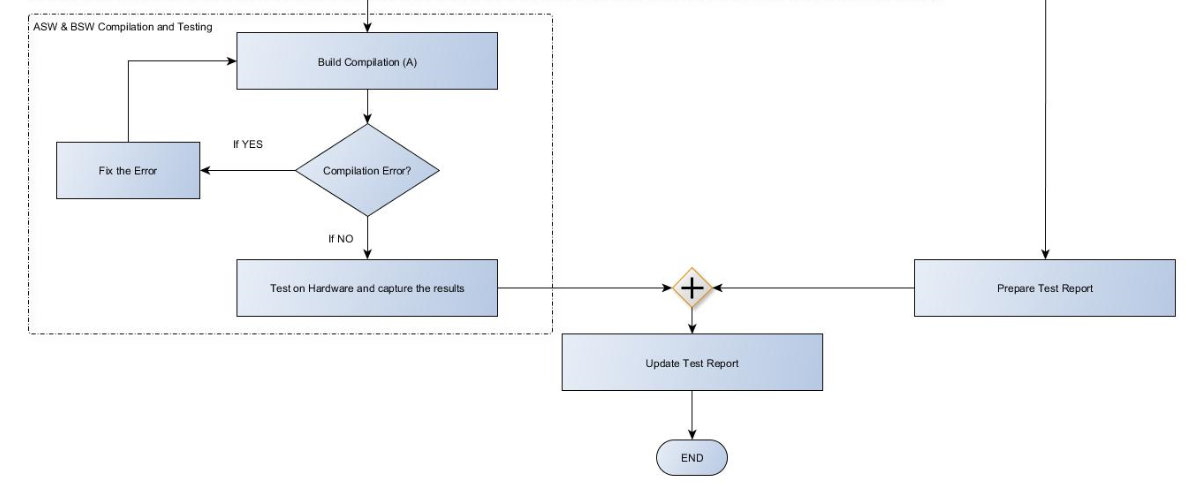 ASW & BSW Compilation and Testing
Build Compilation (A)
If YES
Fix the Error
Compilation Error?
If NO
Test on Hardware and capture the results
Prepare Test Report
Update Test Report
END